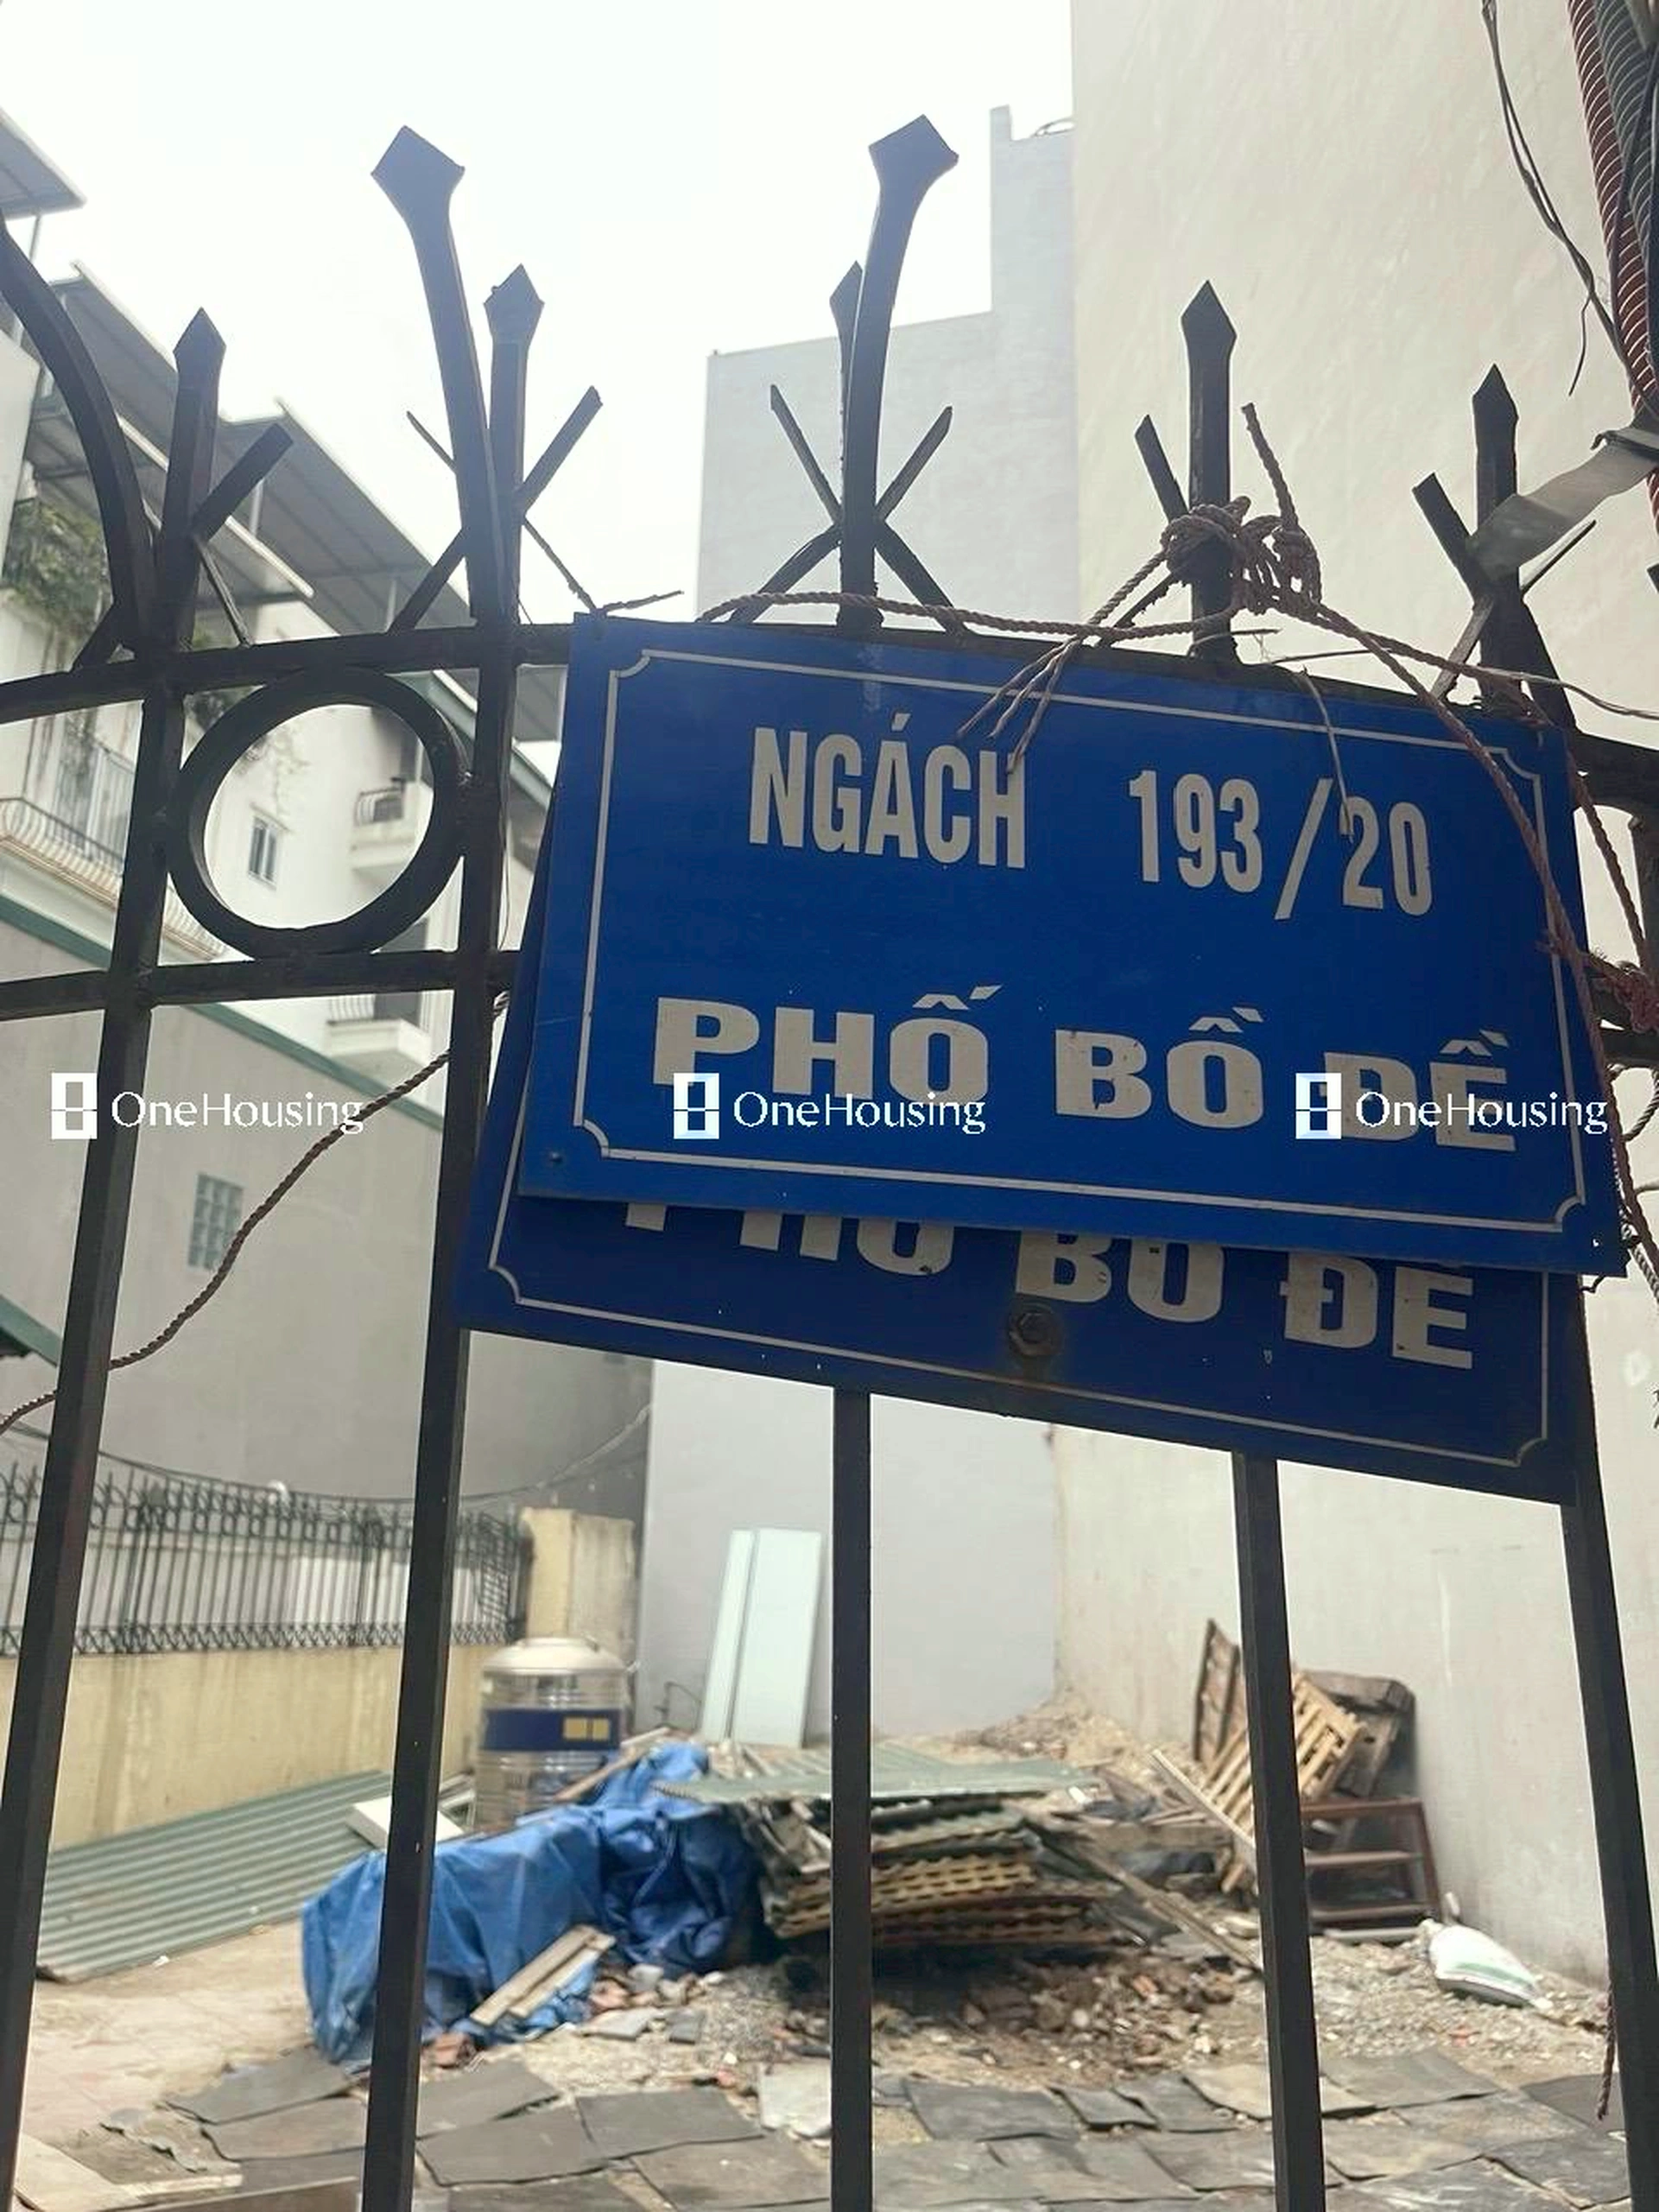 NGÁCH 193/20
PHỐ BỒ ĐỀ
OneHousing OneHousing OneHousing
PHỐ BỒ ĐỀ